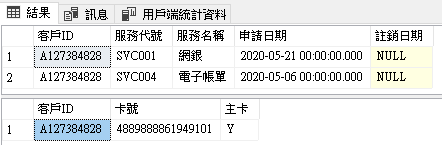 結果 訊息 用戶端統計資料
客戶ID 服務代號 服務名稱 申請日期 註銷日期
1 A127384828 SVC001 網銀 2020-05-21 00:00:00.000 NULL
2 A127384828 SVC004 電子帳單 2020-05-06 00:00:00.000 NULL
客戶ID 卡號 主卡
1 A127384828 4889888861949101 Y